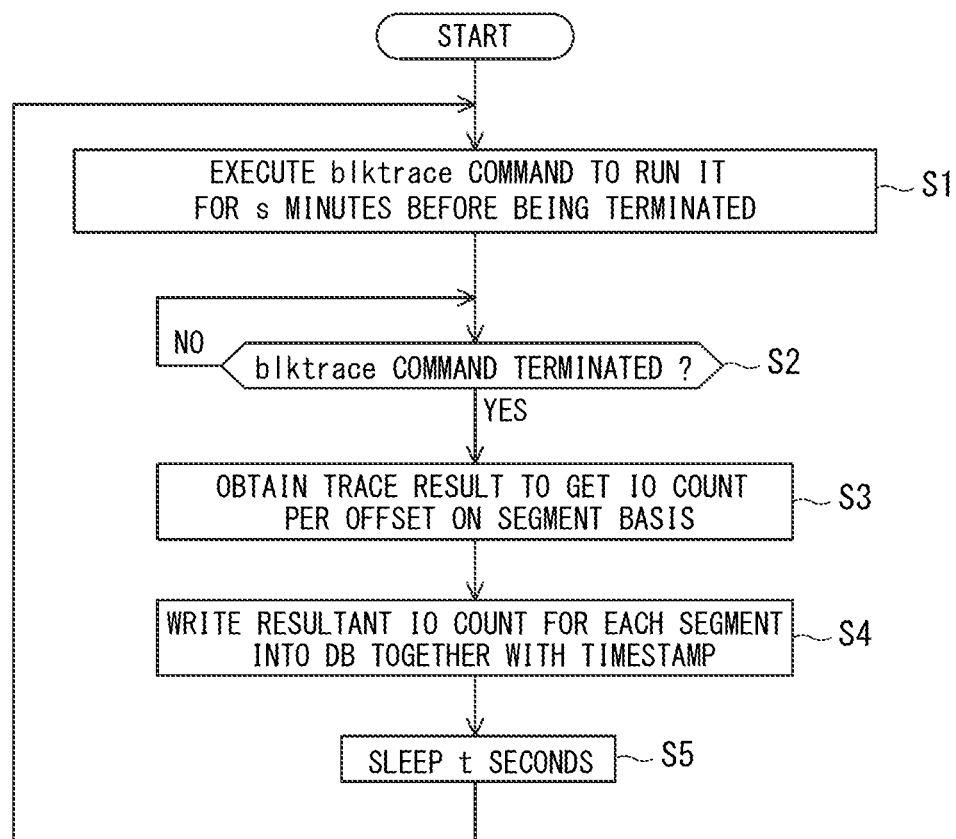 START
EXECUTE blktrace COMMAND TO RUN IT
FOR s MINUTES BEFORE BEING TERMINATED
S1
NO
blktrace COMMAND TERMINATED ?
S2
YES
OBTAIN TRACE RESULT TO GET IO COUNT
PER OFFSET ON SEGMENT BASIS
S3
WRITE RESULTANT IO COUNT FOR EACH SEGMENT
INTO DB TOGETHER WITH TIMESTAMP
S4
SLEEP t SECONDS
S5